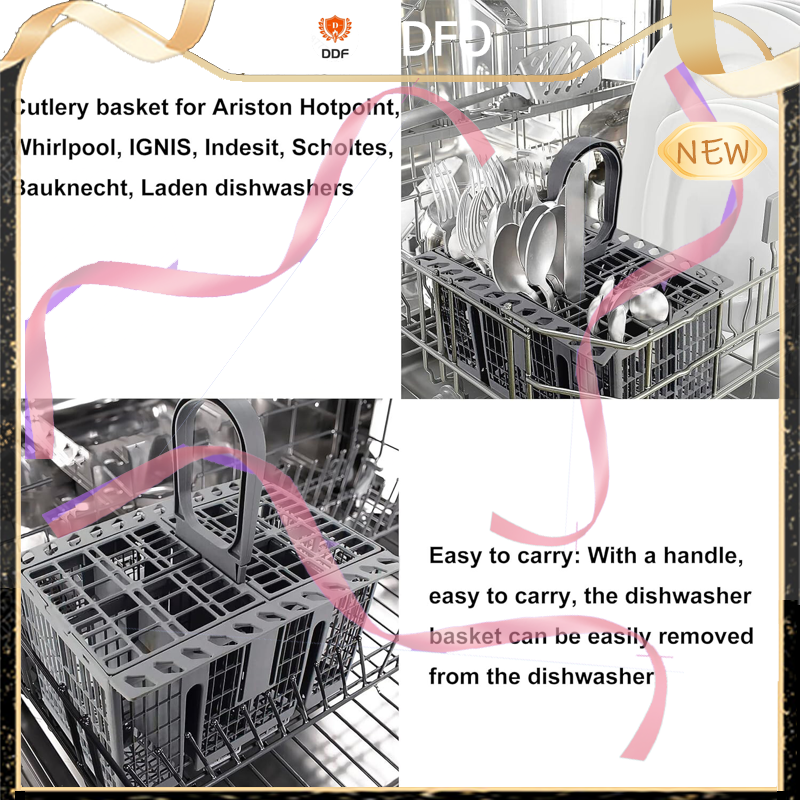 DDF
DFD
Cutlery basket for Ariston Hotpoint,
Whirlpool, IGNIS, Indesit, Scholtes,
Bauknecht, Laden dishwashers
NEW
Easy to carry: With a handle,
easy to carry, the dishwasher
basket can be easily removed
from the dishwasher